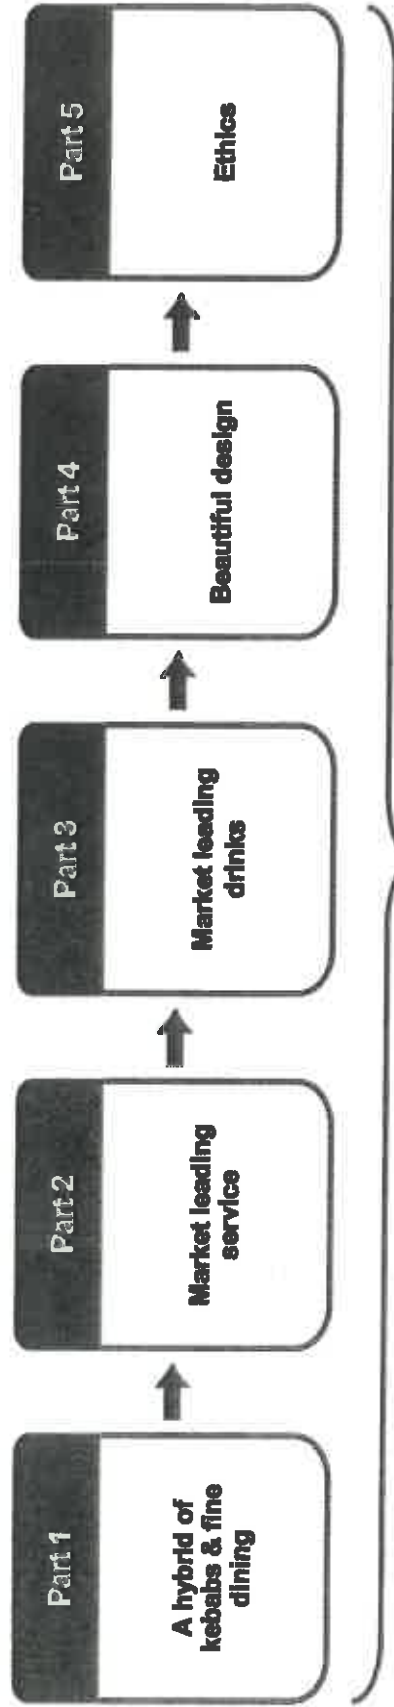 Part 1
A hybrid of
kebabs & fine
dining
Part 2
Market leading
service
Part 3
Market leading
drinks
Part 4
Beautiful design
Part 5
Ethics